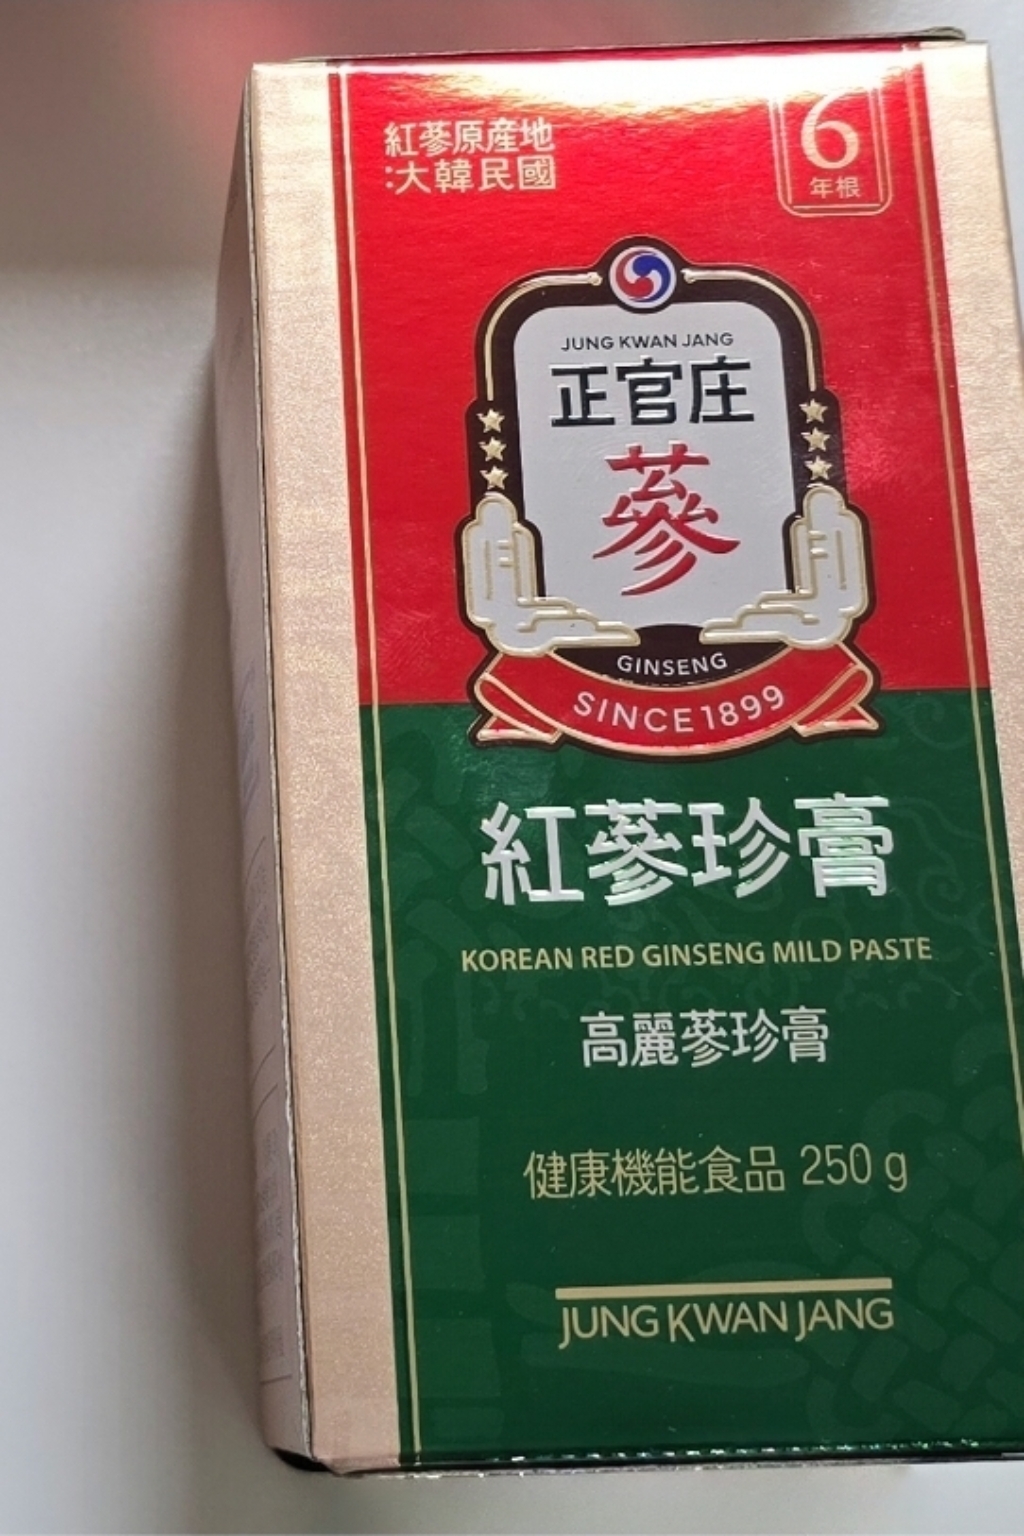 紅蔘原産地
:大韓民國
6
年根
JUNG KWAN JANG
正官庄
蔘
GINSENG
SINCE 1899
紅蔘珍膏
KOREAN RED GINSENG MILD PASTE
高麗蔘珍膏
健康機能食品 250 g
JUNG KWAN JANG